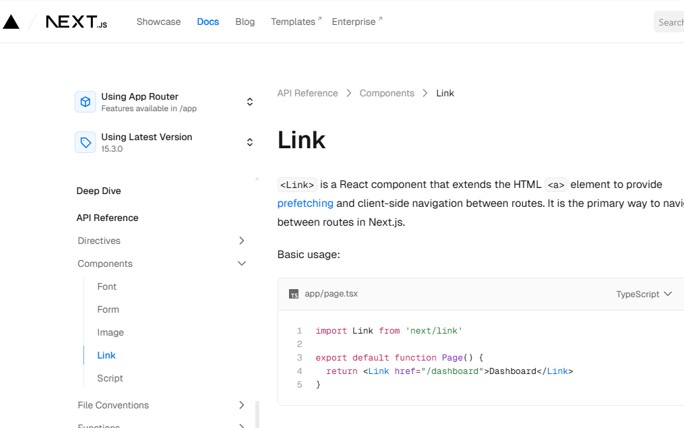 NEXT.JS
Showcase
Docs
Blog
Templates
Enterprise
Search
Using App Router
Features available in /app
Using Latest Version
15.3.0
Deep Dive
API Reference
Directives
Components
Font
Form
Image
Link
Script
File Conventions
Functions
API Reference > Components > Link
Link
<Link> is a React component that extends the HTML <a> element to provide
prefetching and client-side navigation between routes. It is the primary way to navi
between routes in Next.js.
Basic usage:
TS app/page.tsx
TypeScript
1 import Link from 'next/link'
2
3 export default function Page() {
4 return <Link href="/dashboard">Dashboard</Link>
5 }